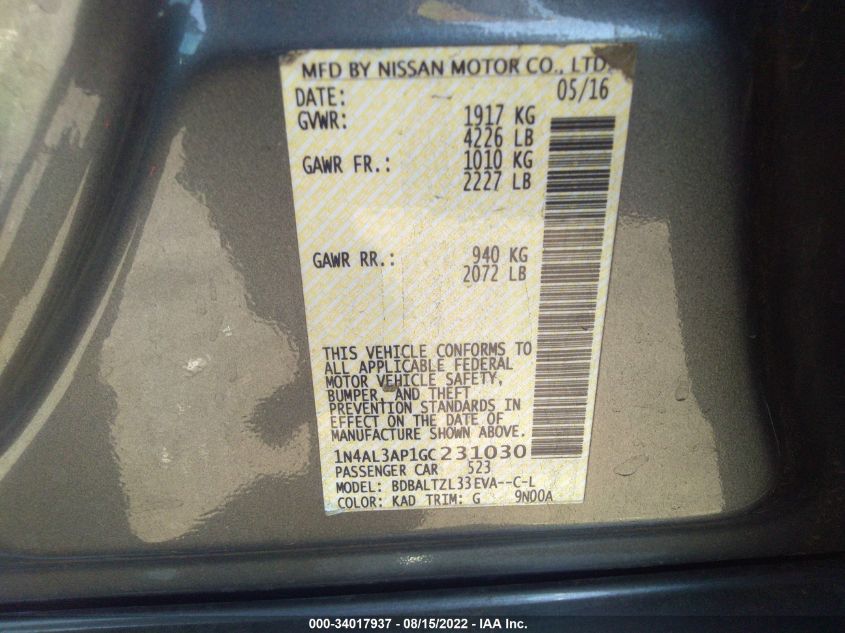 MFD BY NISSAN MOTOR CO., LTD.
DATE: 05/16
GVWR: 1917 KG
4226 LB
GAWR FR.: 1010 KG
2227 LB
GAWR RR.: 940 KG
2072 LB
THIS VEHICLE CONFORMS TO
ALL APPLICABLE FEDERAL
MOTOR VEHICLE SAFETY,
BUMPER, AND THEFT
PREVENTION STANDARDS IN
EFFECT ON THE DATE OF
MANUFACTURE SHOWN ABOVE.
1N4AL3AP1GC231030
PASSENGER CAR 523
MODEL: BDBALTZL33EVA--C-L
COLOR: KAD TRIM: G 9N00A
000-34017937 - 08/15/2022 - IAA Inc.